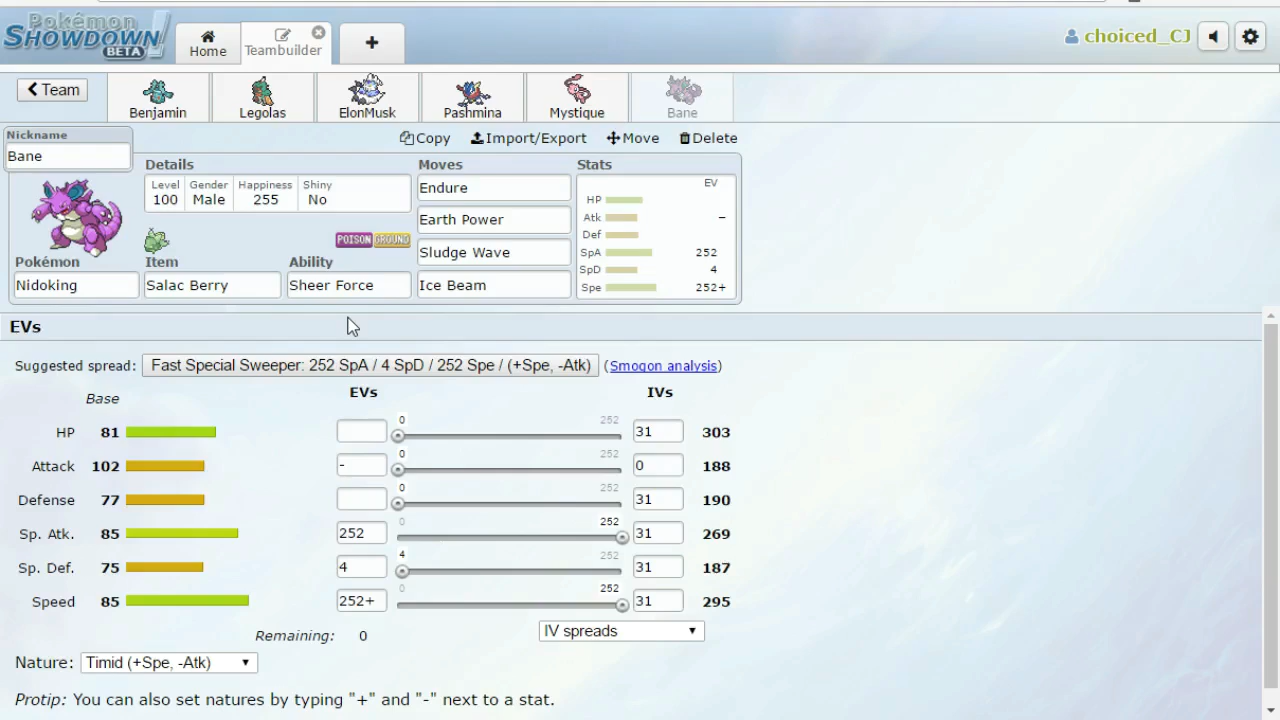 Pokémon
SHOWDOWN!
BETA
Home
Teambuilder
+
choiced_CJ
Team
Benjamin
Legolas
ElonMusk
Pashmina
Mystique
Bane
Nickname
Bane
Copy
Import/Export
Move
Delete
Details
Level
100
Gender
Male
Happiness
255
Shiny
No
POISON
GROUND
Pokémon
Nidoking
Item
Salac Berry
Ability
Sheer Force
Moves
Endure
Earth Power
Sludge Wave
Ice Beam
Stats
EV
HP
Atk –
Def
SpA 252
SpD 4
Spe 252+
EVs
Suggested spread: Fast Special Sweeper: 252 SpA / 4 SpD / 252 Spe / (+Spe, -Atk) (Smogon analysis)
Base EVs IVs
HP 81 0 252 31 303
Attack 102 - 0 252 0 188
Defense 77 0 252 31 190
Sp. Atk. 85 252 0 252 31 269
Sp. Def. 75 4 4 252 31 187
Speed 85 252+ 0 252 31 295
Remaining: 0
IV spreads
Nature: Timid (+Spe, -Atk)
Protip: You can also set natures by typing "+" and "-" next to a stat.